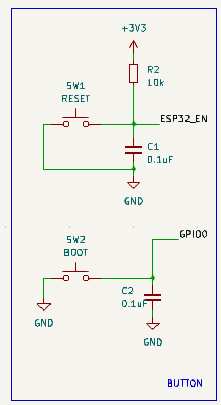 +3V3
R2
10k
SW1
RESET
ESP32_EN
C1
0.1uF
GND
GPIO0
SW2
BOOT
C2
0.1uF
GND
GND
BUTTON